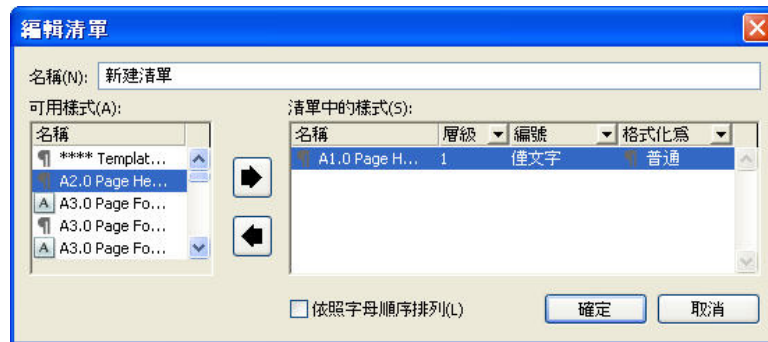 編輯清單
名稱(N): 新建清單
可用樣式(A):
名稱
¶ **** Templat...
¶ A2.0 Page He...
A A3.0 Page Fo...
¶ A3.0 Page Fo...
A A3.0 Page Fo...
清單中的樣式(S):
名稱 層級 編號 格式化為
¶ A1.0 Page H... 1 僅文字 ¶ 普通
依照字母順序排列(L)
確定 取消